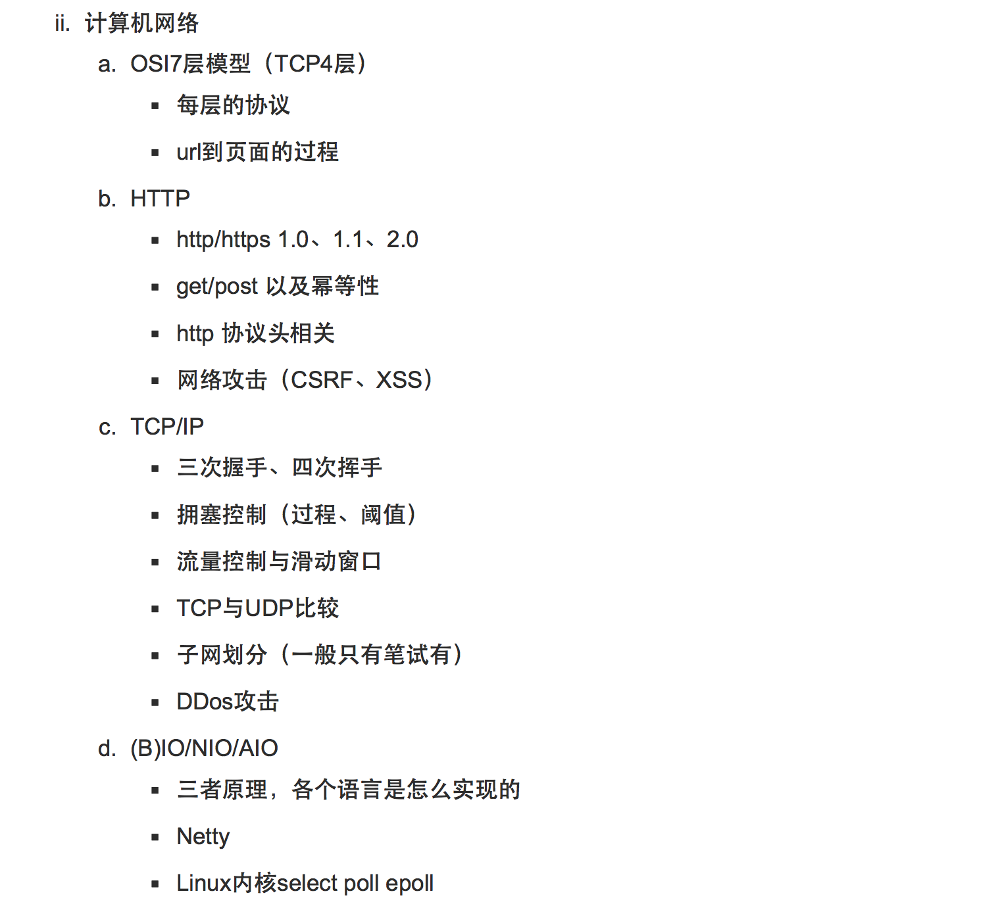 ii. 计算机网络
a. OSI7层模型（TCP4层）
▪ 每层的协议
▪ url到页面的过程
b. HTTP
▪ http/https 1.0、1.1、2.0
▪ get/post 以及幂等性
▪ http 协议头相关
▪ 网络攻击（CSRF、XSS）
c. TCP/IP
▪ 三次握手、四次挥手
▪ 拥塞控制（过程、阈值）
▪ 流量控制与滑动窗口
▪ TCP与UDP比较
▪ 子网划分（一般只有笔试有）
▪ DDos攻击
d. (B)IO/NIO/AIO
▪ 三者原理，各个语言是怎么实现的
▪ Netty
▪ Linux内核select poll epoll